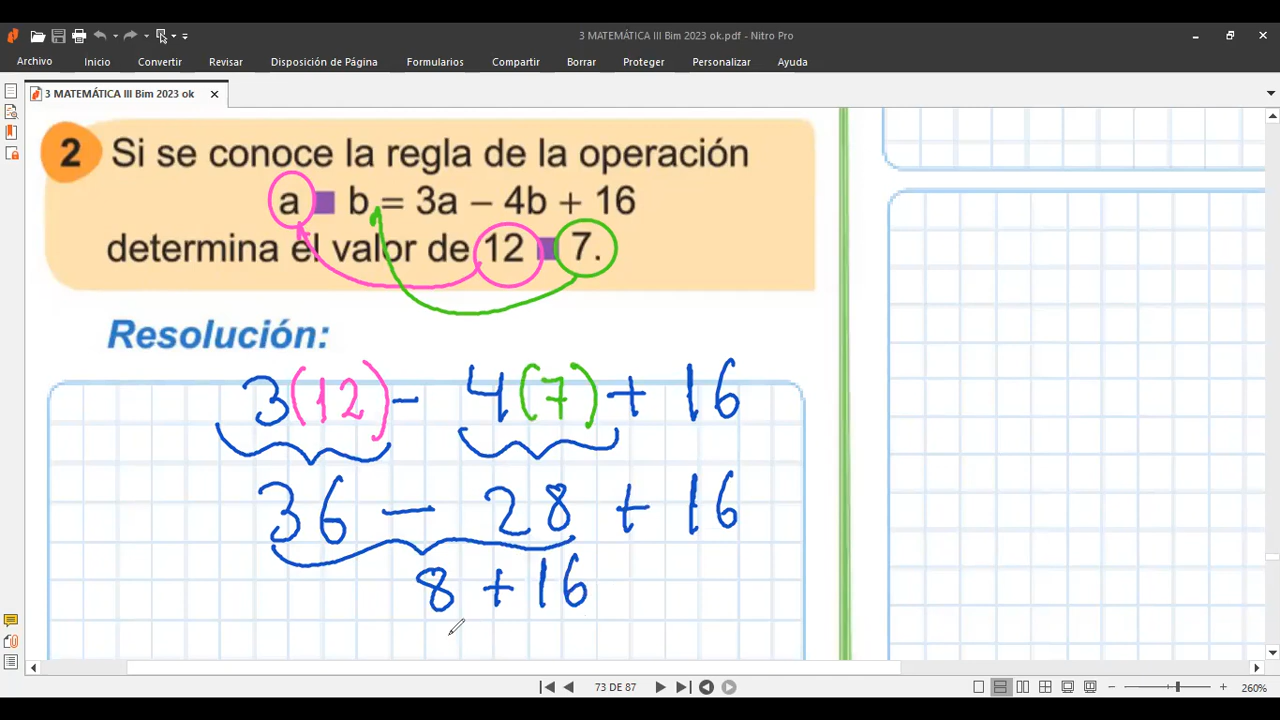 3 MATEMÁTICA III Bim 2023 ok.pdf - Nitro Pro
Archivo Inicio Convertir Revisar Disposición de Página Formularios Compartir Borrar Proteger Personalizar Ayuda
3 MATEMÁTICA III Bim 2023 ok
2 Si se conoce la regla de la operación
a ■ b = 3a – 4b + 16
determina el valor de 12 ■ 7.
Resolución:
3(12) - 4(7) + 16
36 - 28 + 16
8 + 16
73 DE 87
260%